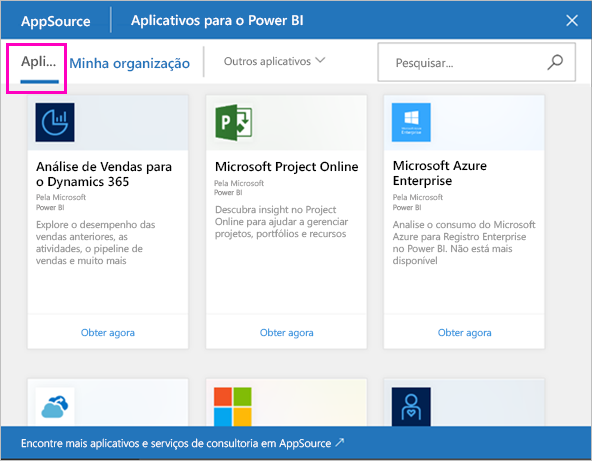 AppSource
Aplicativos para o Power BI
Apli...
Minha organização
Outros aplicativos
Pesquisar...
Análise de Vendas para
o Dynamics 365
Pela Microsoft
Power BI
Explore o desempenho das
vendas anteriores, as
atividades, o pipeline de
vendas e muito mais
Obter agora
Microsoft Project Online
Pela Microsoft
Power BI
Descubra insight no Project
Online para ajudar a gerenciar
projetos, portfólios e recursos
Obter agora
Microsoft Azure
Enterprise
Pela Microsoft
Power BI
Analise o consumo do Microsoft
Azure para Registro Enterprise
no Power BI. Não está mais
disponível
Obter agora
Encontre mais aplicativos e serviços de consultoria em AppSource